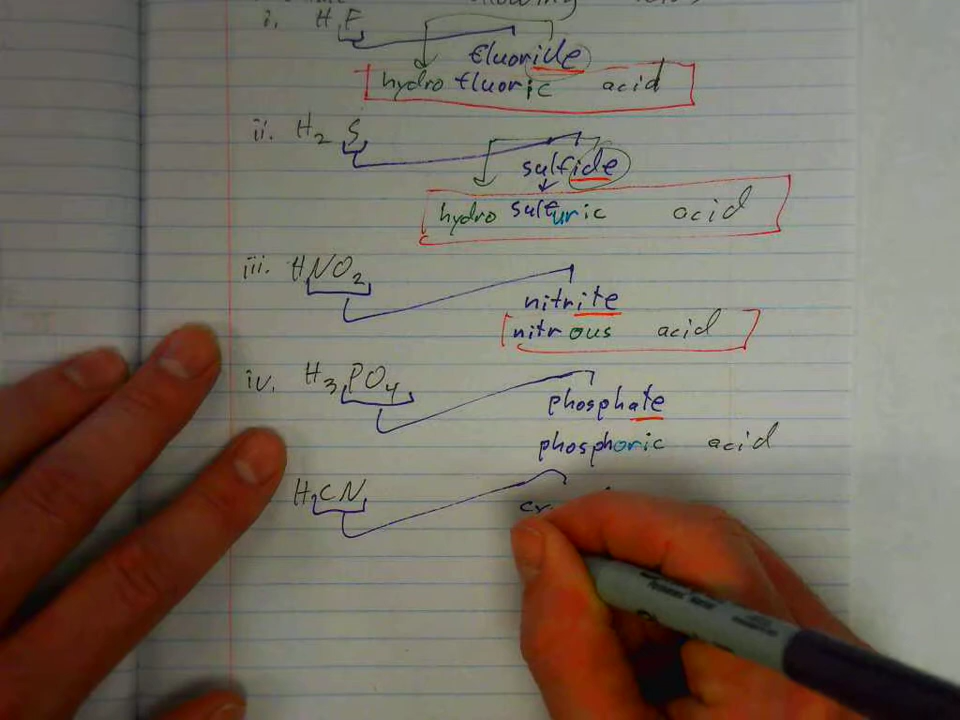 i. HF
fluoride
hydro fluoric acid
ii. H2 S
sulfide
hydro sulfuric acid
iii. HNO2
nitrite
nitrous acid
iv. H3PO4
phosphate
phosphoric acid
HCN